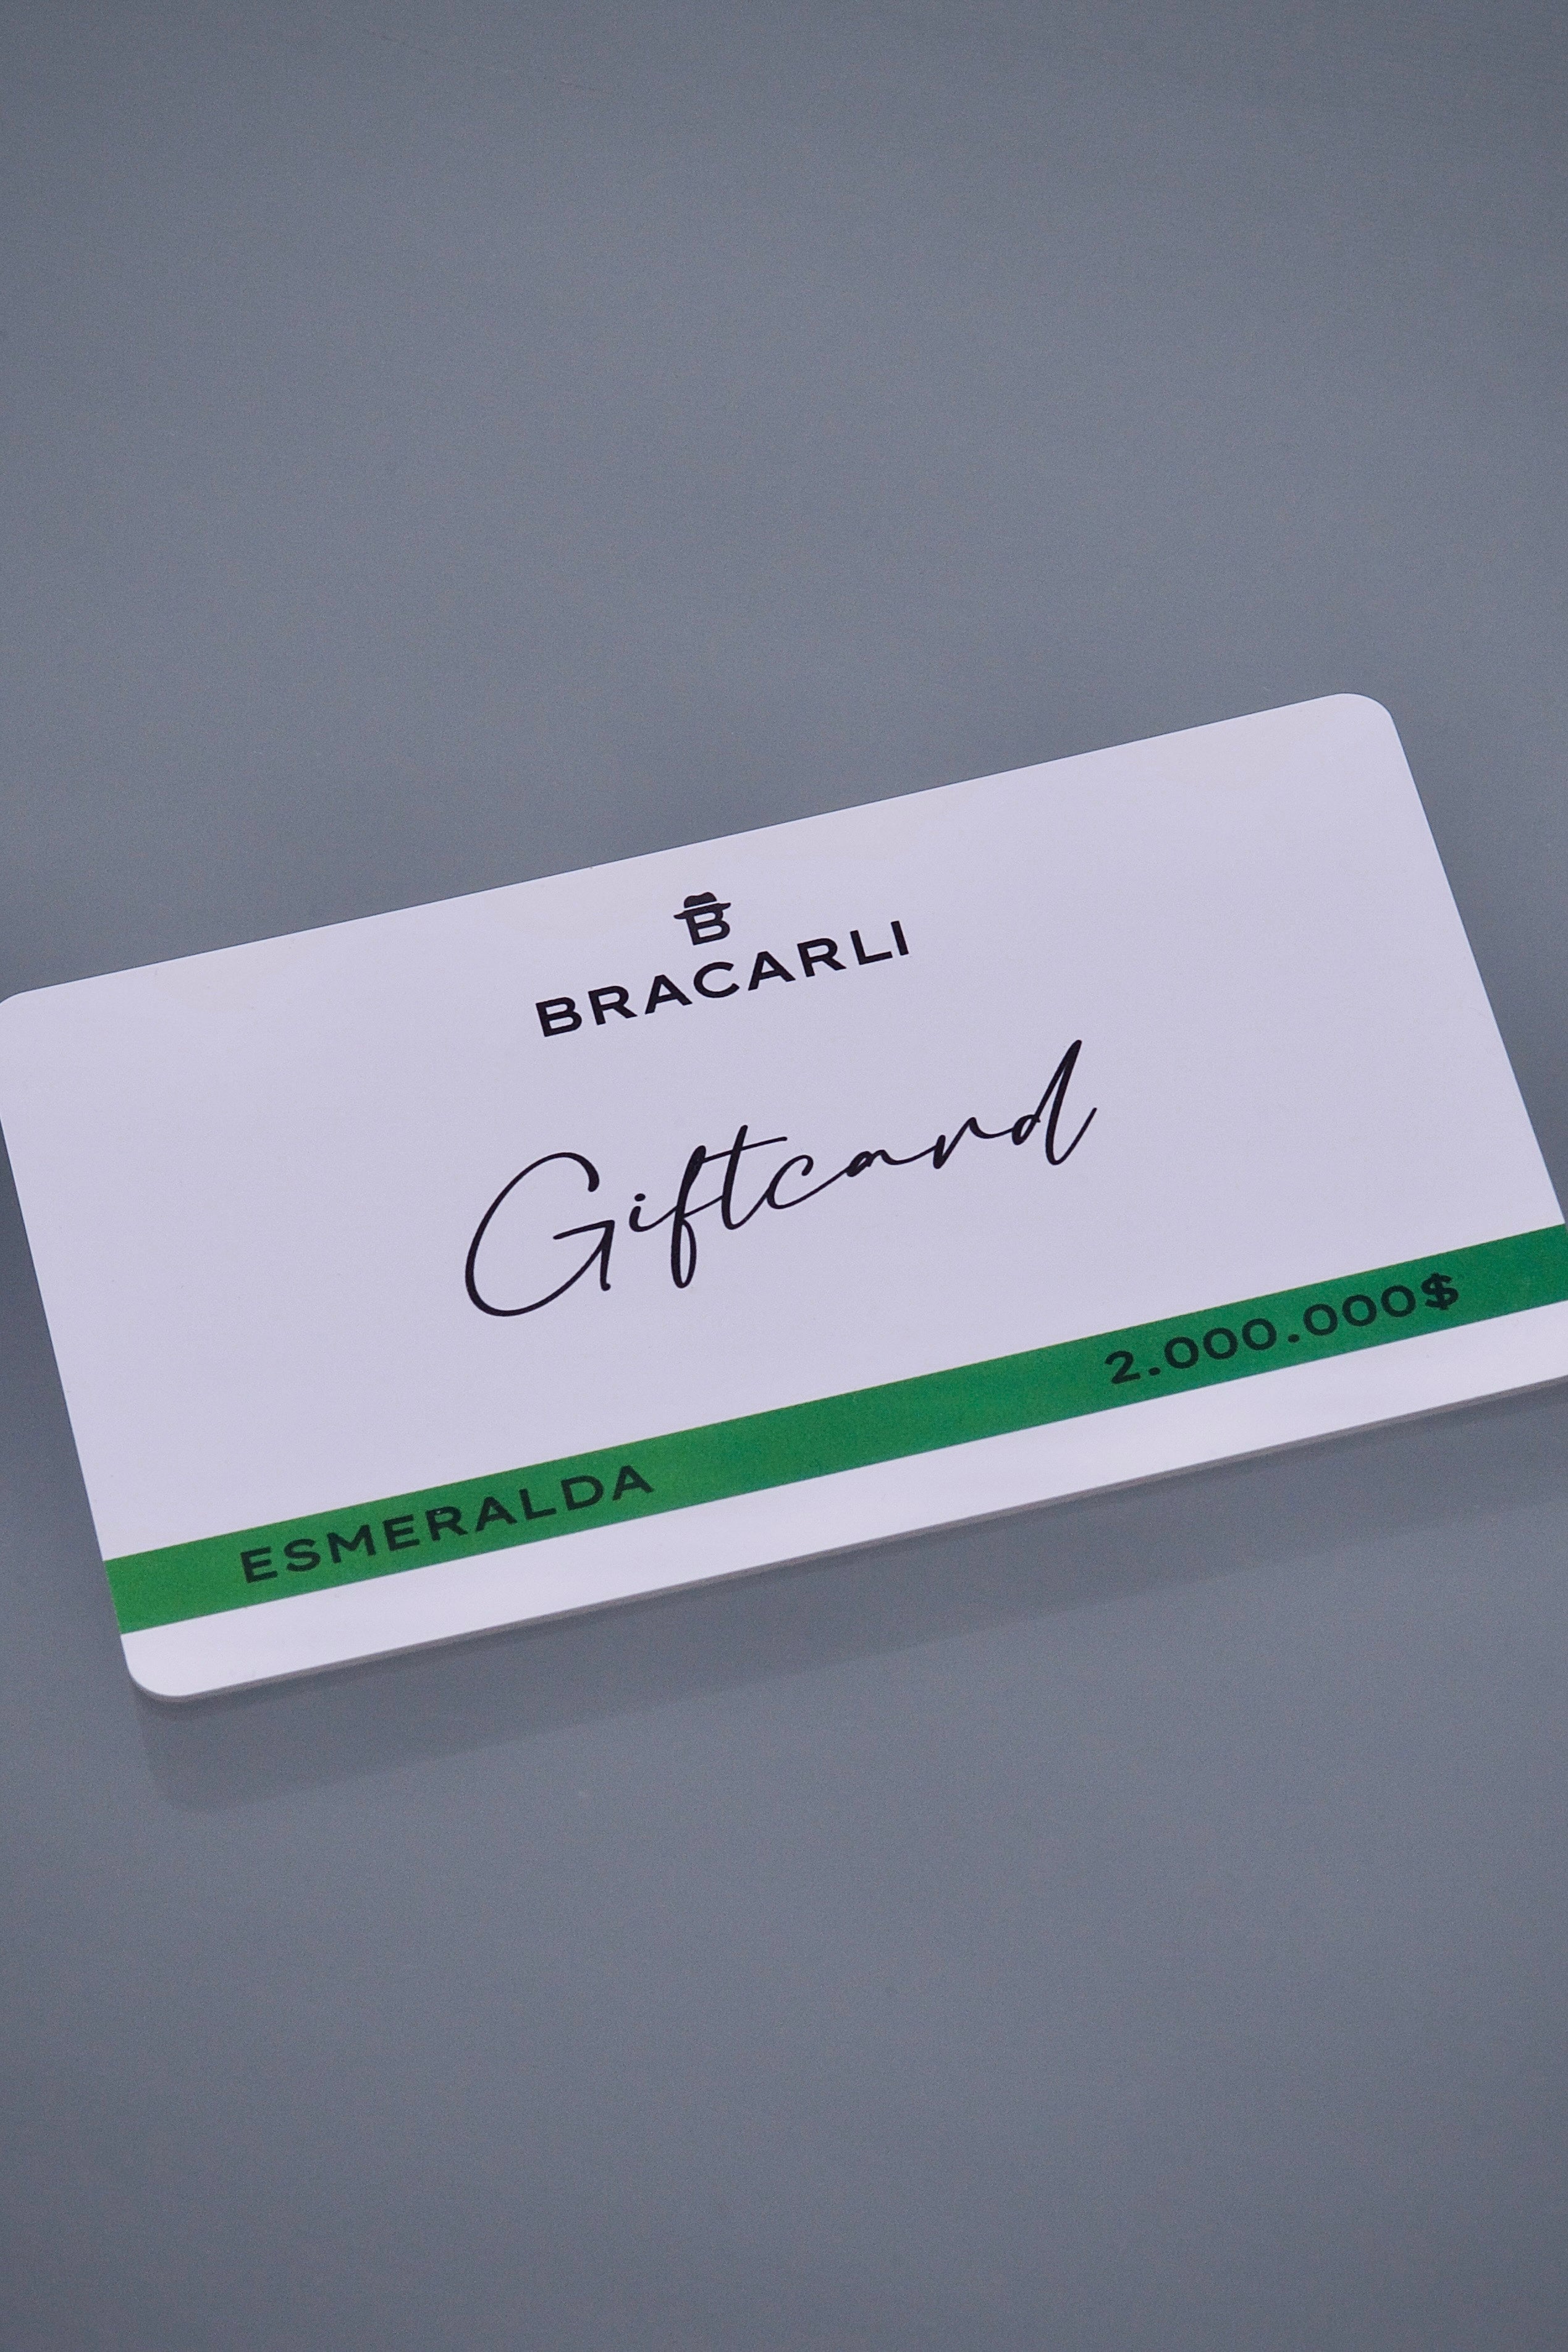 B
BRACARLI
Giftcard
ESMERALDA
2.000.000$